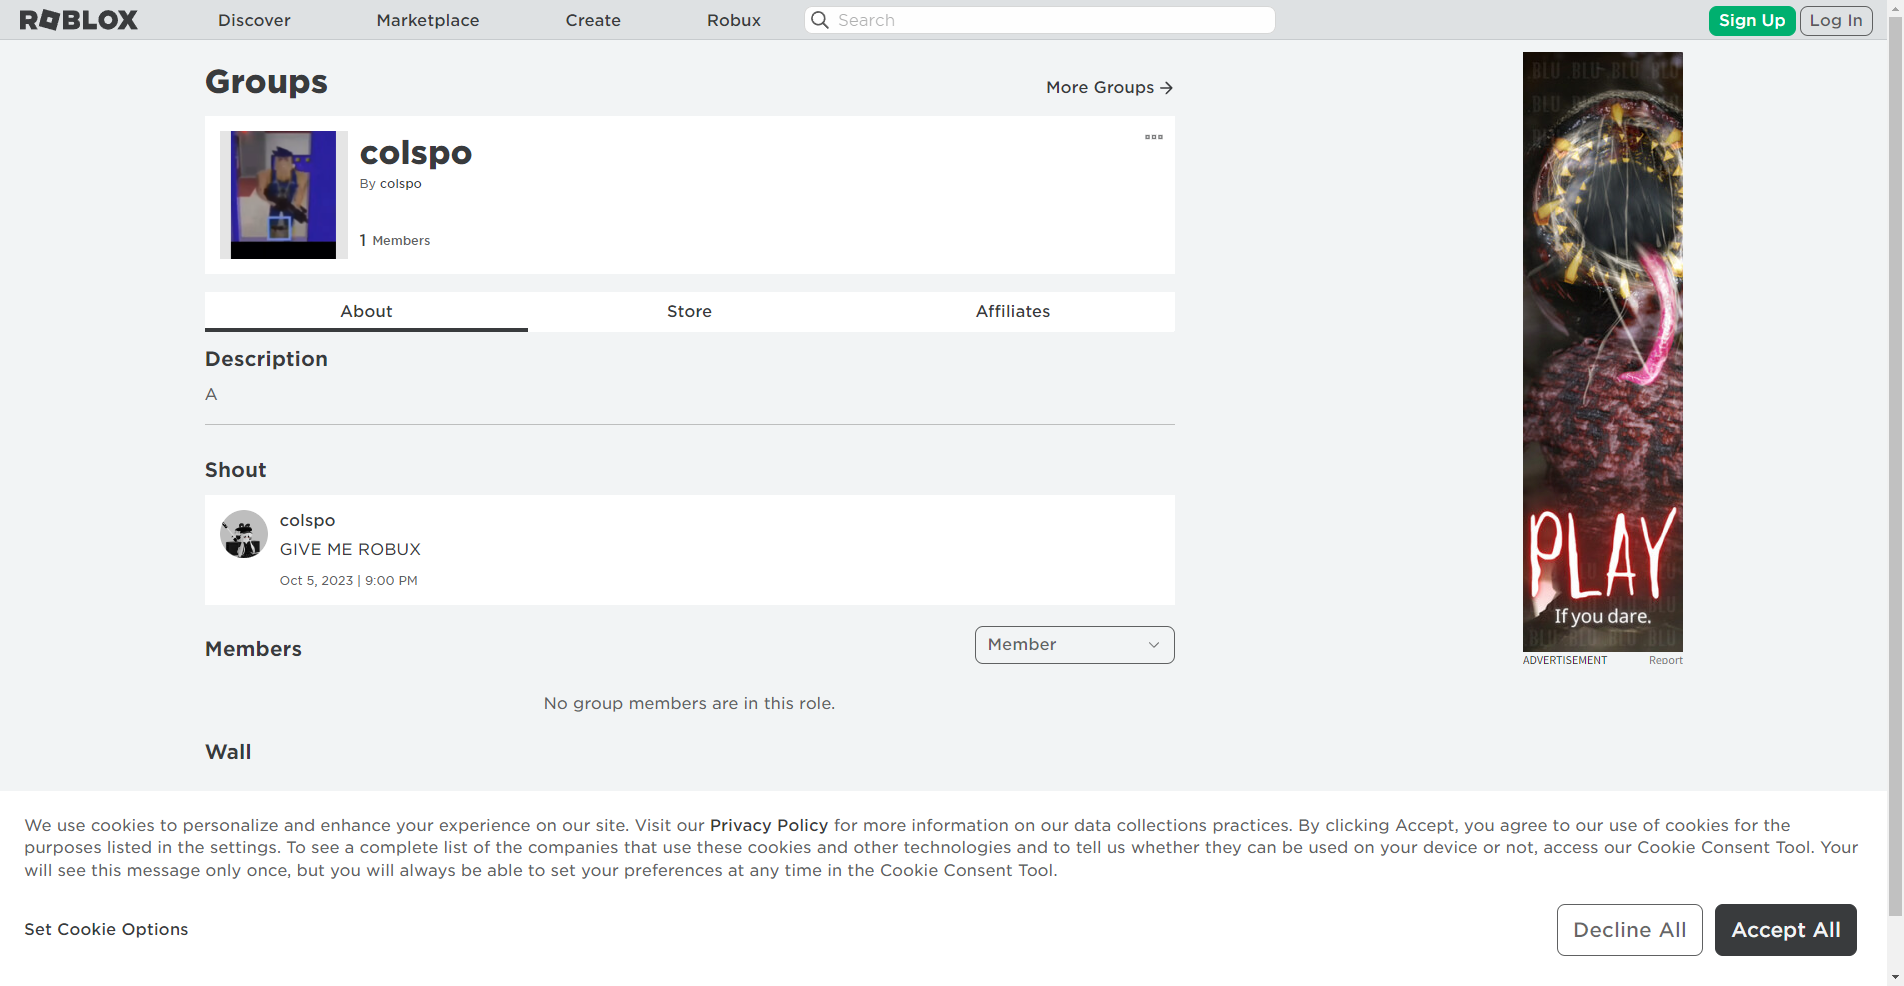 ROBLOX
Discover
Marketplace
Create
Robux
Search
Sign Up
Log In
Groups
More Groups
colspo
By colspo
1 Members
About
Store
Affiliates
Description
A
Shout
colspo
GIVE ME ROBUX
Oct 5, 2023 | 9:00 PM
Members
Member
No group members are in this role.
Wall
BLU BLU BLU BLU
PLAY
If you dare.
BLU BLU BLU BLU
ADVERTISEMENT
Report
We use cookies to personalize and enhance your experience on our site. Visit our Privacy Policy for more information on our data collections practices. By clicking Accept, you agree to our use of cookies for the
purposes listed in the settings. To see a complete list of the companies that use these cookies and other technologies and to tell us whether they can be used on your device or not, access our Cookie Consent Tool. Your
will see this message only once, but you will always be able to set your preferences at any time in the Cookie Consent Tool.
Set Cookie Options
Decline All
Accept All